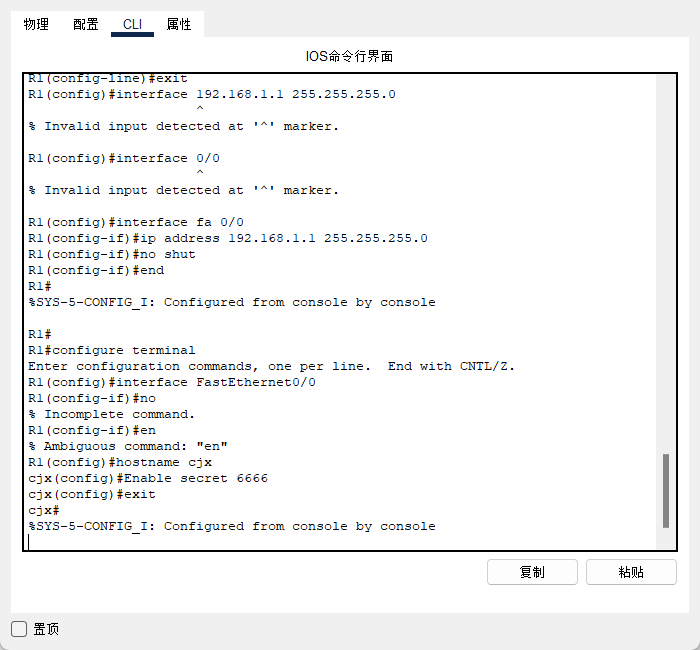 物理 配置 CLI 属性
IOS命令行界面
R1(config-line)#exit
R1(config)#interface 192.168.1.1 255.255.255.0
^
% Invalid input detected at '^' marker.
R1(config)#interface 0/0
^
% Invalid input detected at '^' marker.
R1(config)#interface fa 0/0
R1(config-if)#ip address 192.168.1.1 255.255.255.0
R1(config-if)#no shut
R1(config-if)#end
R1#
%SYS-5-CONFIG_I: Configured from console by console
R1#
R1#configure terminal
Enter configuration commands, one per line.  End with CNTL/Z.
R1(config)#interface FastEthernet0/0
R1(config-if)#no
% Incomplete command.
R1(config-if)#en
% Ambiguous command: "en"
R1(config)#hostname cjx
cjx(config)#Enable secret 6666
cjx(config)#exit
cjx#
%SYS-5-CONFIG_I: Configured from console by console
复制 粘贴
置顶